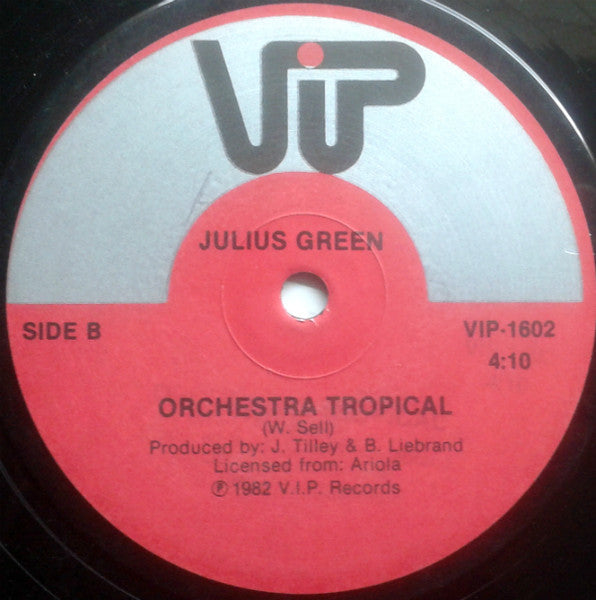 ViP
JULIUS GREEN
SIDE B
VIP-1602
4:10
ORCHESTRA TROPICAL
(W. Sell)
Produced by: J. Tilley & B. Liebrand
Licensed from: Ariola
℗ 1982 V.I.P. Records